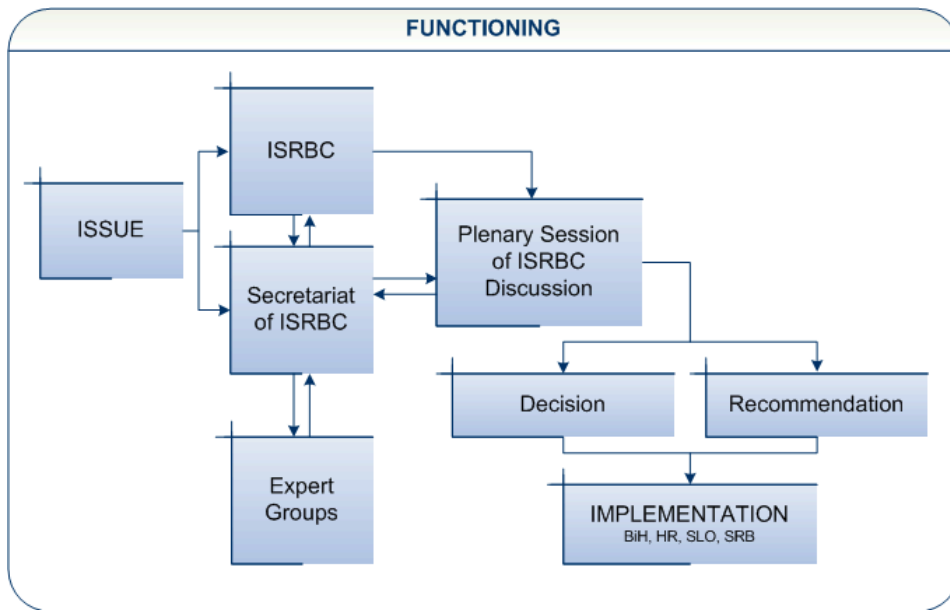 FUNCTIONING
ISRBC
ISSUE
Plenary Session
of ISRBC
Discussion
Secretariat
of ISRBC
Decision
Recommendation
Expert
Groups
IMPLEMENTATION
BiH, HR, SLO, SRB